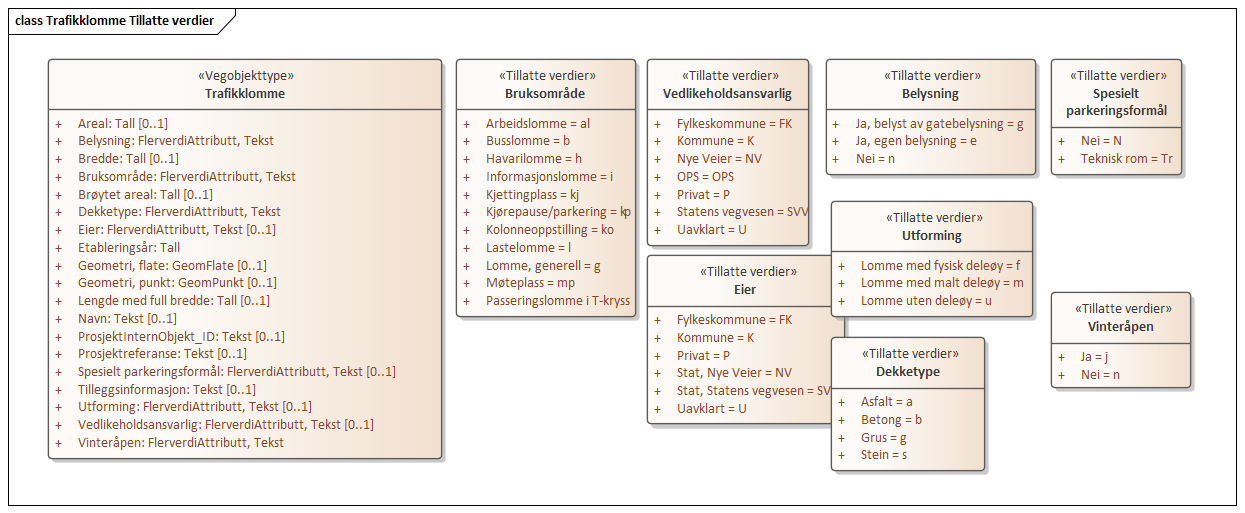 class Trafikklomme Tillatte verdier
«Vegobjekttype»
Trafikklomme
+ Areal: Tall [0..1]
+ Belysning: FlerverdiAttributt, Tekst
+ Bredde: Tall [0..1]
+ Bruksområde: FlerverdiAttributt, Tekst
+ Brøytet areal: Tall [0..1]
+ Dekketype: FlerverdiAttributt, Tekst
+ Eier: FlerverdiAttributt, Tekst [0..1]
+ Etableringsår: Tall
+ Geometri, flate: GeomFlate [0..1]
+ Geometri, punkt: GeomPunkt [0..1]
+ Lengde med full bredde: Tall [0..1]
+ Navn: Tekst [0..1]
+ ProsjektInternObjekt_ID: Tekst [0..1]
+ Prosjektreferanse: Tekst [0..1]
+ Spesielt parkeringsformål: FlerverdiAttributt, Tekst [0..1]
+ Tilleggsinformasjon: Tekst [0..1]
+ Utforming: FlerverdiAttributt, Tekst [0..1]
+ Vedlikeholdsansvarlig: FlerverdiAttributt, Tekst [0..1]
+ Vinteråpen: FlerverdiAttributt, Tekst
«Tillatte verdier»
Bruksområde
+ Arbeidslomme = al
+ Busslomme = b
+ Havarilomme = h
+ Informasjonslomme = i
+ Kjettingplass = kj
+ Kjørepause/parkering = kp
+ Kolonneoppstilling = ko
+ Lastelomme = l
+ Lomme, generell = g
+ Møteplass = mp
+ Passeringslomme i T-kryss
«Tillatte verdier»
Vedlikeholdsansvarlig
+ Fylkeskommune = FK
+ Kommune = K
+ Nye Veier = NV
+ OPS = OPS
+ Privat = P
+ Statens vegvesen = SVV
+ Uavklart = U
«Tillatte verdier»
Eier
+ Fylkeskommune = FK
+ Kommune = K
+ Privat = P
+ Stat, Nye Veier = NV
+ Stat, Statens vegvesen = SV
+ Uavklart = U
«Tillatte verdier»
Belysning
+ Ja, belyst av gatebelysning = g
+ Ja, egen belysning = e
+ Nei = n
«Tillatte verdier»
Utforming
+ Lomme med fysisk deleøy = f
+ Lomme med malt deleøy = m
+ Lomme uten deleøy = u
«Tillatte verdier»
Dekketype
+ Asfalt = a
+ Betong = b
+ Grus = g
+ Stein = s
«Tillatte verdier»
Spesielt
parkeringsformål
+ Nei = N
+ Teknisk rom = Tr
«Tillatte verdier»
Vinteråpen
+ Ja = j
+ Nei = n